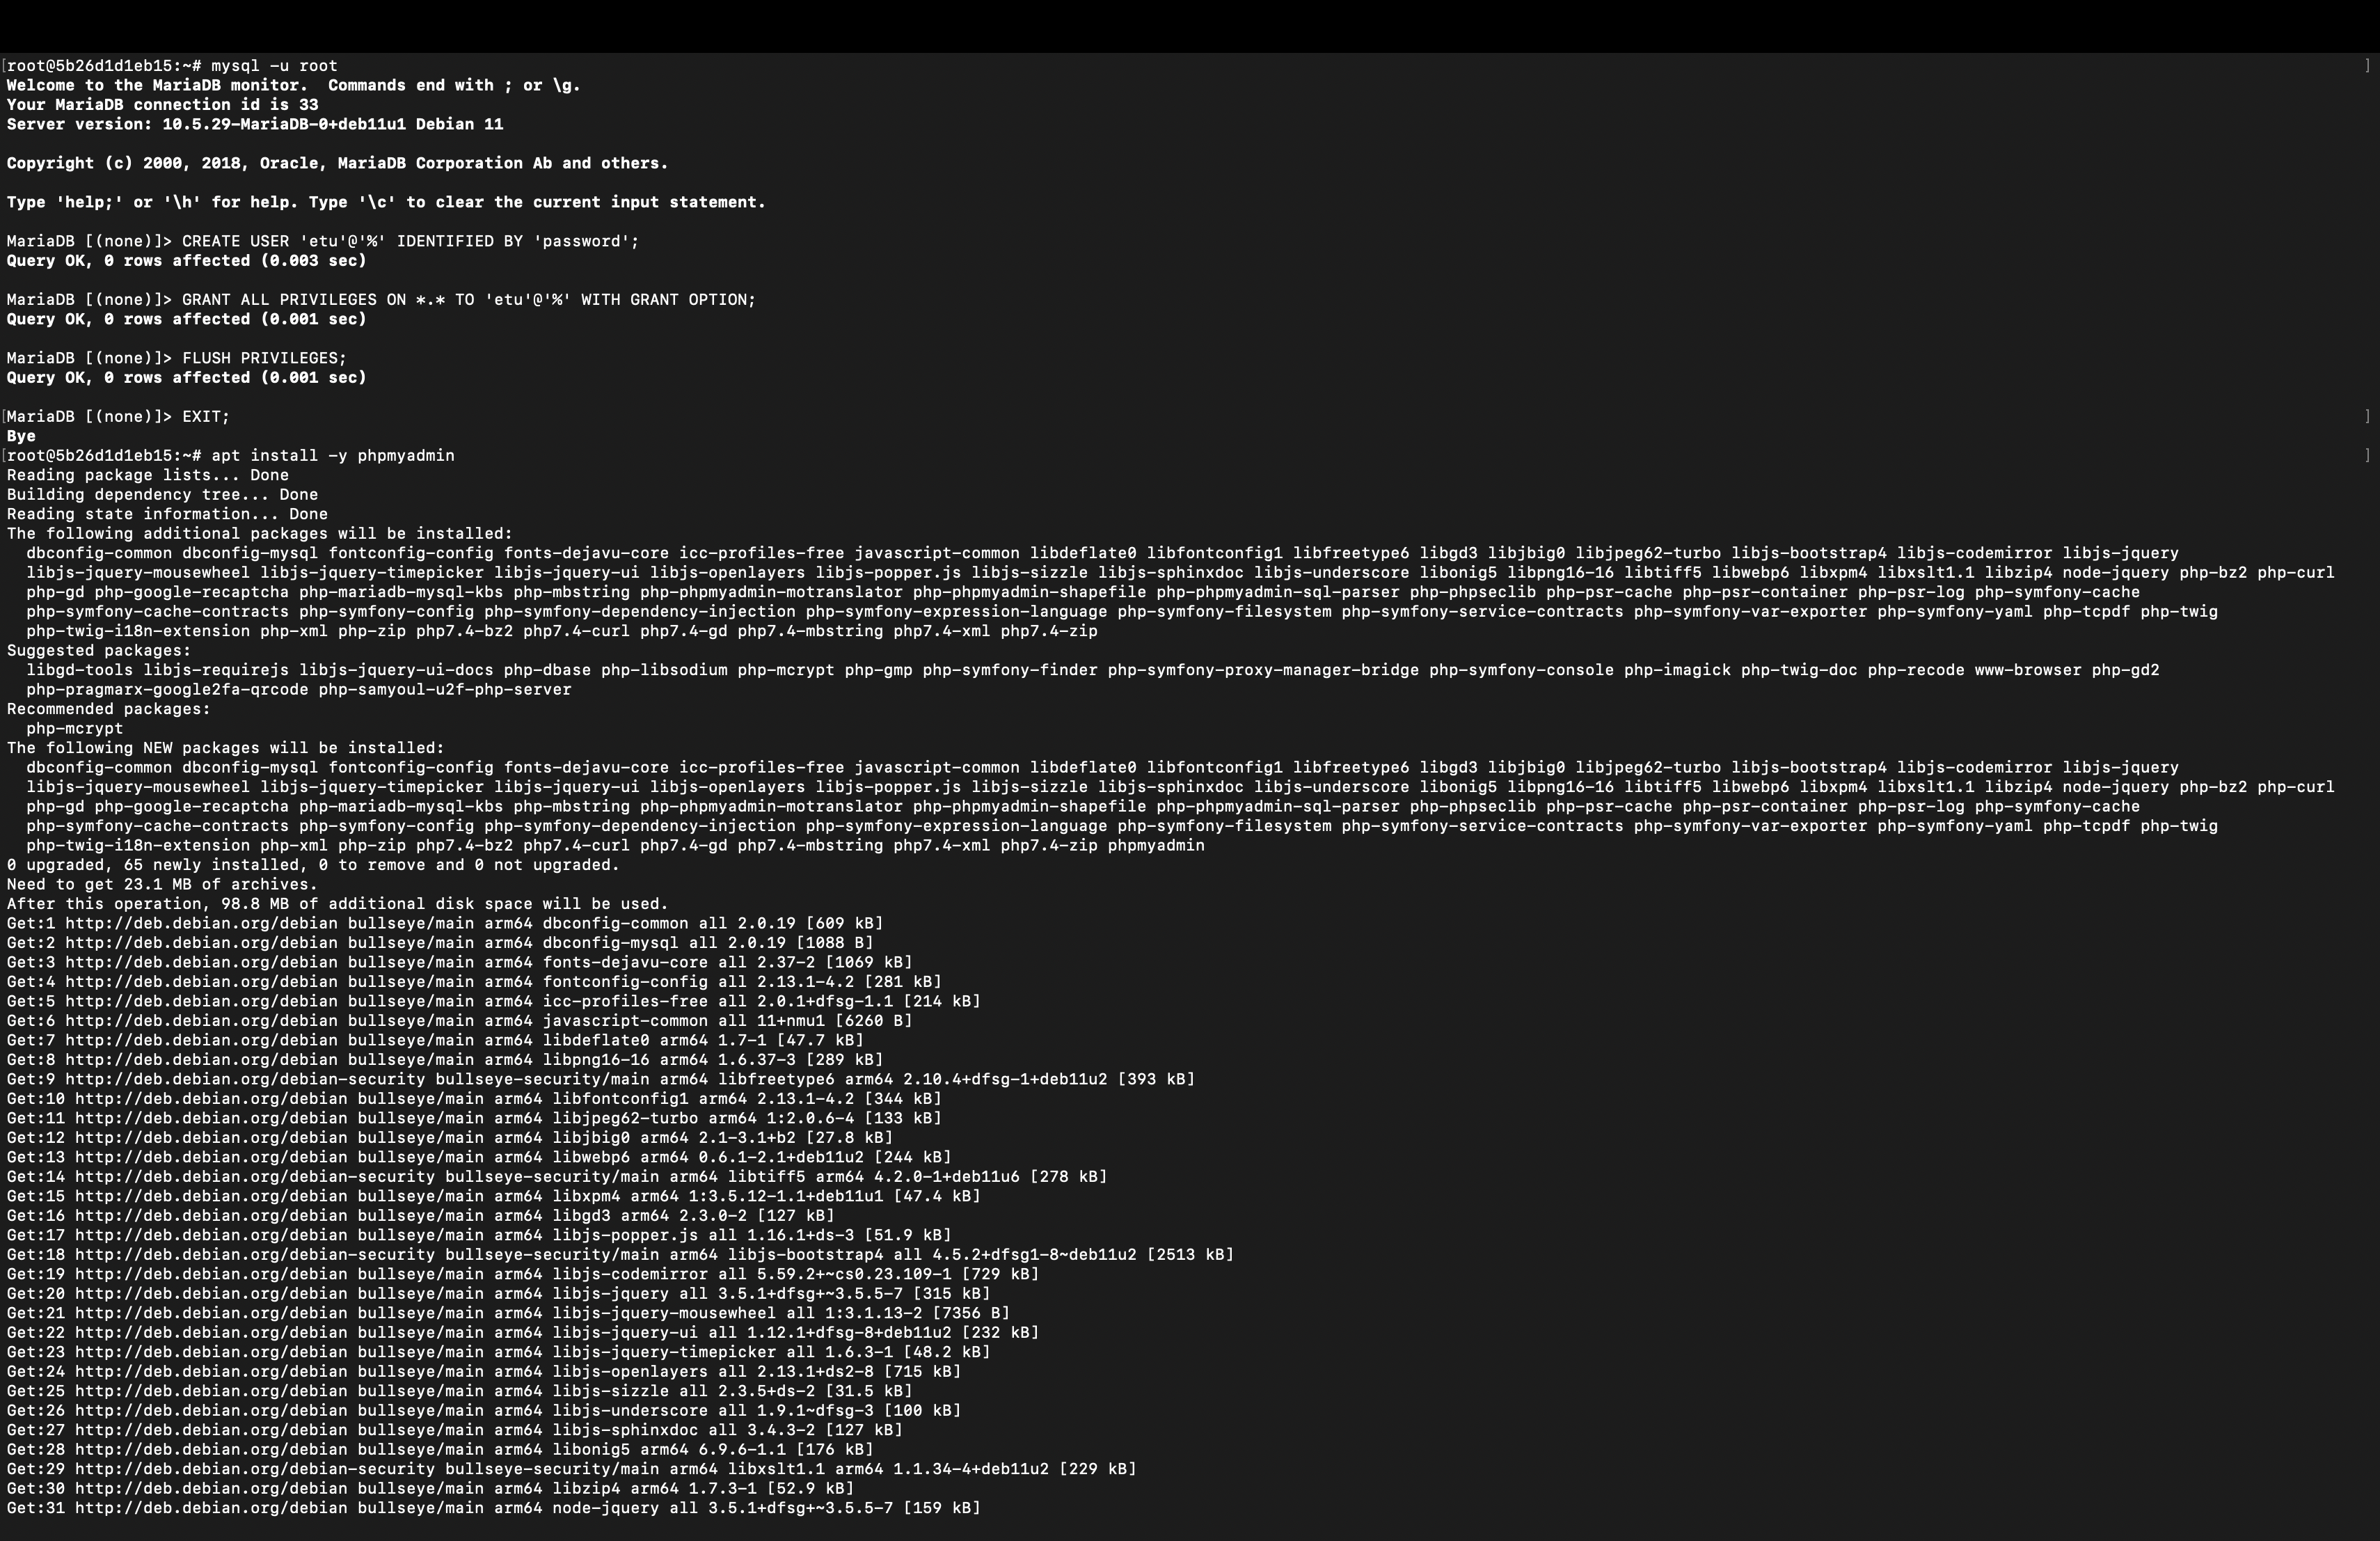 [root@5b26d1d1eb15:~# mysql -u root ]
Welcome to the MariaDB monitor.  Commands end with ; or \g.
Your MariaDB connection id is 33
Server version: 10.5.29-MariaDB-0+deb11u1 Debian 11

Copyright (c) 2000, 2018, Oracle, MariaDB Corporation Ab and others.

Type 'help;' or '\h' for help. Type '\c' to clear the current input statement.

MariaDB [(none)]> CREATE USER 'etu'@'%' IDENTIFIED BY 'password';
Query OK, 0 rows affected (0.003 sec)

MariaDB [(none)]> GRANT ALL PRIVILEGES ON *.* TO 'etu'@'%' WITH GRANT OPTION;
Query OK, 0 rows affected (0.001 sec)

MariaDB [(none)]> FLUSH PRIVILEGES;
Query OK, 0 rows affected (0.001 sec)

[MariaDB [(none)]> EXIT; ]
Bye
[root@5b26d1d1eb15:~# apt install -y phpmyadmin ]
Reading package lists... Done
Building dependency tree... Done
Reading state information... Done
The following additional packages will be installed:
  dbconfig-common dbconfig-mysql fontconfig-config fonts-dejavu-core icc-profiles-free javascript-common libdeflate0 libfontconfig1 libfreetype6 libgd3 libjbig0 libjpeg62-turbo libjs-bootstrap4 libjs-codemirror libjs-jquery
  libjs-jquery-mousewheel libjs-jquery-timepicker libjs-jquery-ui libjs-openlayers libjs-popper.js libjs-sizzle libjs-sphinxdoc libjs-underscore libonig5 libpng16-16 libtiff5 libwebp6 libxpm4 libxslt1.1 libzip4 node-jquery php-bz2 php-curl
  php-gd php-google-recaptcha php-mariadb-mysql-kbs php-mbstring php-phpmyadmin-motranslator php-phpmyadmin-shapefile php-phpmyadmin-sql-parser php-phpseclib php-psr-cache php-psr-container php-psr-log php-symfony-cache
  php-symfony-cache-contracts php-symfony-config php-symfony-dependency-injection php-symfony-expression-language php-symfony-filesystem php-symfony-service-contracts php-symfony-var-exporter php-symfony-yaml php-tcpdf php-twig
  php-twig-i18n-extension php-xml php-zip php7.4-bz2 php7.4-curl php7.4-gd php7.4-mbstring php7.4-xml php7.4-zip
Suggested packages:
  libgd-tools libjs-requirejs libjs-jquery-ui-docs php-dbase php-libsodium php-mcrypt php-gmp php-symfony-finder php-symfony-proxy-manager-bridge php-symfony-console php-imagick php-twig-doc php-recode www-browser php-gd2
  php-pragmarx-google2fa-qrcode php-samyoul-u2f-php-server
Recommended packages:
  php-mcrypt
The following NEW packages will be installed:
  dbconfig-common dbconfig-mysql fontconfig-config fonts-dejavu-core icc-profiles-free javascript-common libdeflate0 libfontconfig1 libfreetype6 libgd3 libjbig0 libjpeg62-turbo libjs-bootstrap4 libjs-codemirror libjs-jquery
  libjs-jquery-mousewheel libjs-jquery-timepicker libjs-jquery-ui libjs-openlayers libjs-popper.js libjs-sizzle libjs-sphinxdoc libjs-underscore libonig5 libpng16-16 libtiff5 libwebp6 libxpm4 libxslt1.1 libzip4 node-jquery php-bz2 php-curl
  php-gd php-google-recaptcha php-mariadb-mysql-kbs php-mbstring php-phpmyadmin-motranslator php-phpmyadmin-shapefile php-phpmyadmin-sql-parser php-phpseclib php-psr-cache php-psr-container php-psr-log php-symfony-cache
  php-symfony-cache-contracts php-symfony-config php-symfony-dependency-injection php-symfony-expression-language php-symfony-filesystem php-symfony-service-contracts php-symfony-var-exporter php-symfony-yaml php-tcpdf php-twig
  php-twig-i18n-extension php-xml php-zip php7.4-bz2 php7.4-curl php7.4-gd php7.4-mbstring php7.4-xml php7.4-zip phpmyadmin
0 upgraded, 65 newly installed, 0 to remove and 0 not upgraded.
Need to get 23.1 MB of archives.
After this operation, 98.8 MB of additional disk space will be used.
Get:1 http://deb.debian.org/debian bullseye/main arm64 dbconfig-common all 2.0.19 [609 kB]
Get:2 http://deb.debian.org/debian bullseye/main arm64 dbconfig-mysql all 2.0.19 [1088 B]
Get:3 http://deb.debian.org/debian bullseye/main arm64 fonts-dejavu-core all 2.37-2 [1069 kB]
Get:4 http://deb.debian.org/debian bullseye/main arm64 fontconfig-config all 2.13.1-4.2 [281 kB]
Get:5 http://deb.debian.org/debian bullseye/main arm64 icc-profiles-free all 2.0.1+dfsg-1.1 [214 kB]
Get:6 http://deb.debian.org/debian bullseye/main arm64 javascript-common all 11+nmu1 [6260 B]
Get:7 http://deb.debian.org/debian bullseye/main arm64 libdeflate0 arm64 1.7-1 [47.7 kB]
Get:8 http://deb.debian.org/debian bullseye/main arm64 libpng16-16 arm64 1.6.37-3 [289 kB]
Get:9 http://deb.debian.org/debian-security bullseye-security/main arm64 libfreetype6 arm64 2.10.4+dfsg-1+deb11u2 [393 kB]
Get:10 http://deb.debian.org/debian bullseye/main arm64 libfontconfig1 arm64 2.13.1-4.2 [344 kB]
Get:11 http://deb.debian.org/debian bullseye/main arm64 libjpeg62-turbo arm64 1:2.0.6-4 [133 kB]
Get:12 http://deb.debian.org/debian bullseye/main arm64 libjbig0 arm64 2.1-3.1+b2 [27.8 kB]
Get:13 http://deb.debian.org/debian bullseye/main arm64 libwebp6 arm64 0.6.1-2.1+deb11u2 [244 kB]
Get:14 http://deb.debian.org/debian-security bullseye-security/main arm64 libtiff5 arm64 4.2.0-1+deb11u6 [278 kB]
Get:15 http://deb.debian.org/debian bullseye/main arm64 libxpm4 arm64 1:3.5.12-1.1+deb11u1 [47.4 kB]
Get:16 http://deb.debian.org/debian bullseye/main arm64 libgd3 arm64 2.3.0-2 [127 kB]
Get:17 http://deb.debian.org/debian bullseye/main arm64 libjs-popper.js all 1.16.1+ds-3 [51.9 kB]
Get:18 http://deb.debian.org/debian-security bullseye-security/main arm64 libjs-bootstrap4 all 4.5.2+dfsg1-8~deb11u2 [2513 kB]
Get:19 http://deb.debian.org/debian bullseye/main arm64 libjs-codemirror all 5.59.2+~cs0.23.109-1 [729 kB]
Get:20 http://deb.debian.org/debian bullseye/main arm64 libjs-jquery all 3.5.1+dfsg+~3.5.5-7 [315 kB]
Get:21 http://deb.debian.org/debian bullseye/main arm64 libjs-jquery-mousewheel all 1:3.1.13-2 [7356 B]
Get:22 http://deb.debian.org/debian bullseye/main arm64 libjs-jquery-ui all 1.12.1+dfsg-8+deb11u2 [232 kB]
Get:23 http://deb.debian.org/debian bullseye/main arm64 libjs-jquery-timepicker all 1.6.3-1 [48.2 kB]
Get:24 http://deb.debian.org/debian bullseye/main arm64 libjs-openlayers all 2.13.1+ds2-8 [715 kB]
Get:25 http://deb.debian.org/debian bullseye/main arm64 libjs-sizzle all 2.3.5+ds-2 [31.5 kB]
Get:26 http://deb.debian.org/debian bullseye/main arm64 libjs-underscore all 1.9.1~dfsg-3 [100 kB]
Get:27 http://deb.debian.org/debian bullseye/main arm64 libjs-sphinxdoc all 3.4.3-2 [127 kB]
Get:28 http://deb.debian.org/debian bullseye/main arm64 libonig5 arm64 6.9.6-1.1 [176 kB]
Get:29 http://deb.debian.org/debian-security bullseye-security/main arm64 libxslt1.1 arm64 1.1.34-4+deb11u2 [229 kB]
Get:30 http://deb.debian.org/debian bullseye/main arm64 libzip4 arm64 1.7.3-1 [52.9 kB]
Get:31 http://deb.debian.org/debian bullseye/main arm64 node-jquery all 3.5.1+dfsg+~3.5.5-7 [159 kB]